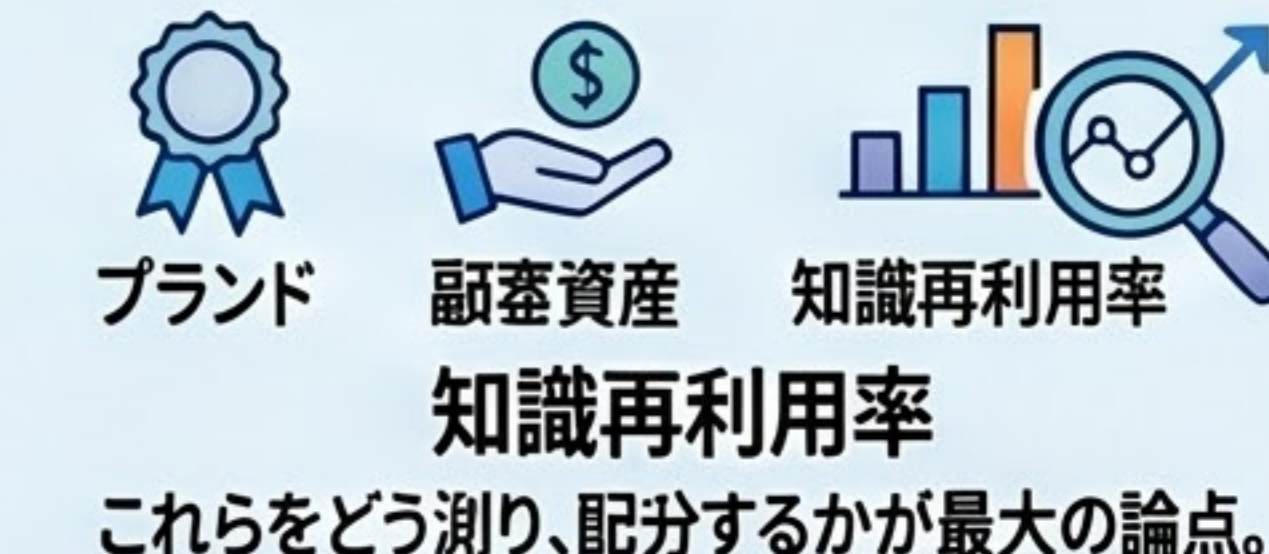 プランド 資産 知識再利用率
知識再利用率
これらをどう測り、分するかが最大の論点。